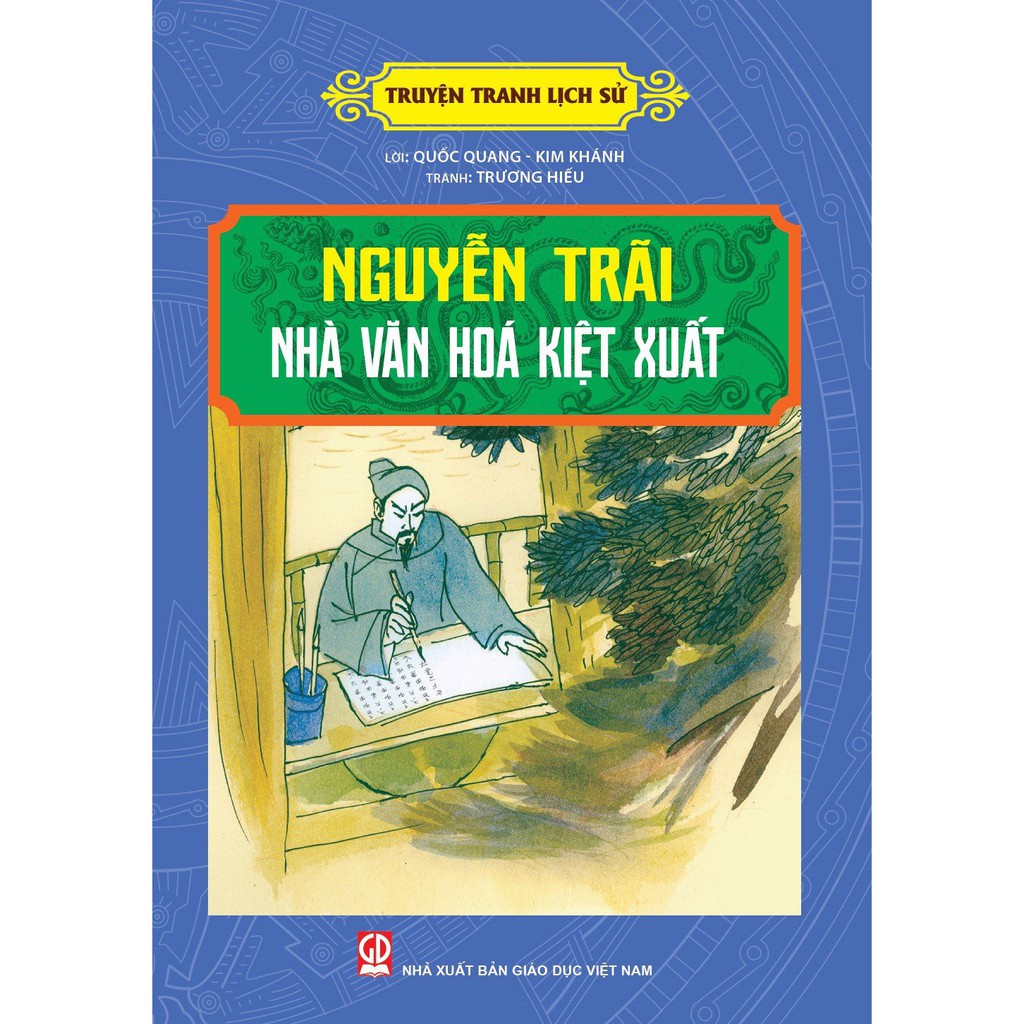 TRUYỆN TRANH LỊCH SỬ
LỜI: QUỐC QUANG - KIM KHÁNH
TRANH: TRƯƠNG HIẾU
NGUYỄN TRÃI
NHÀ VĂN HOÁ KIỆT XUẤT
GD
NHÀ XUẤT BẢN GIÁO DỤC VIỆT NAM